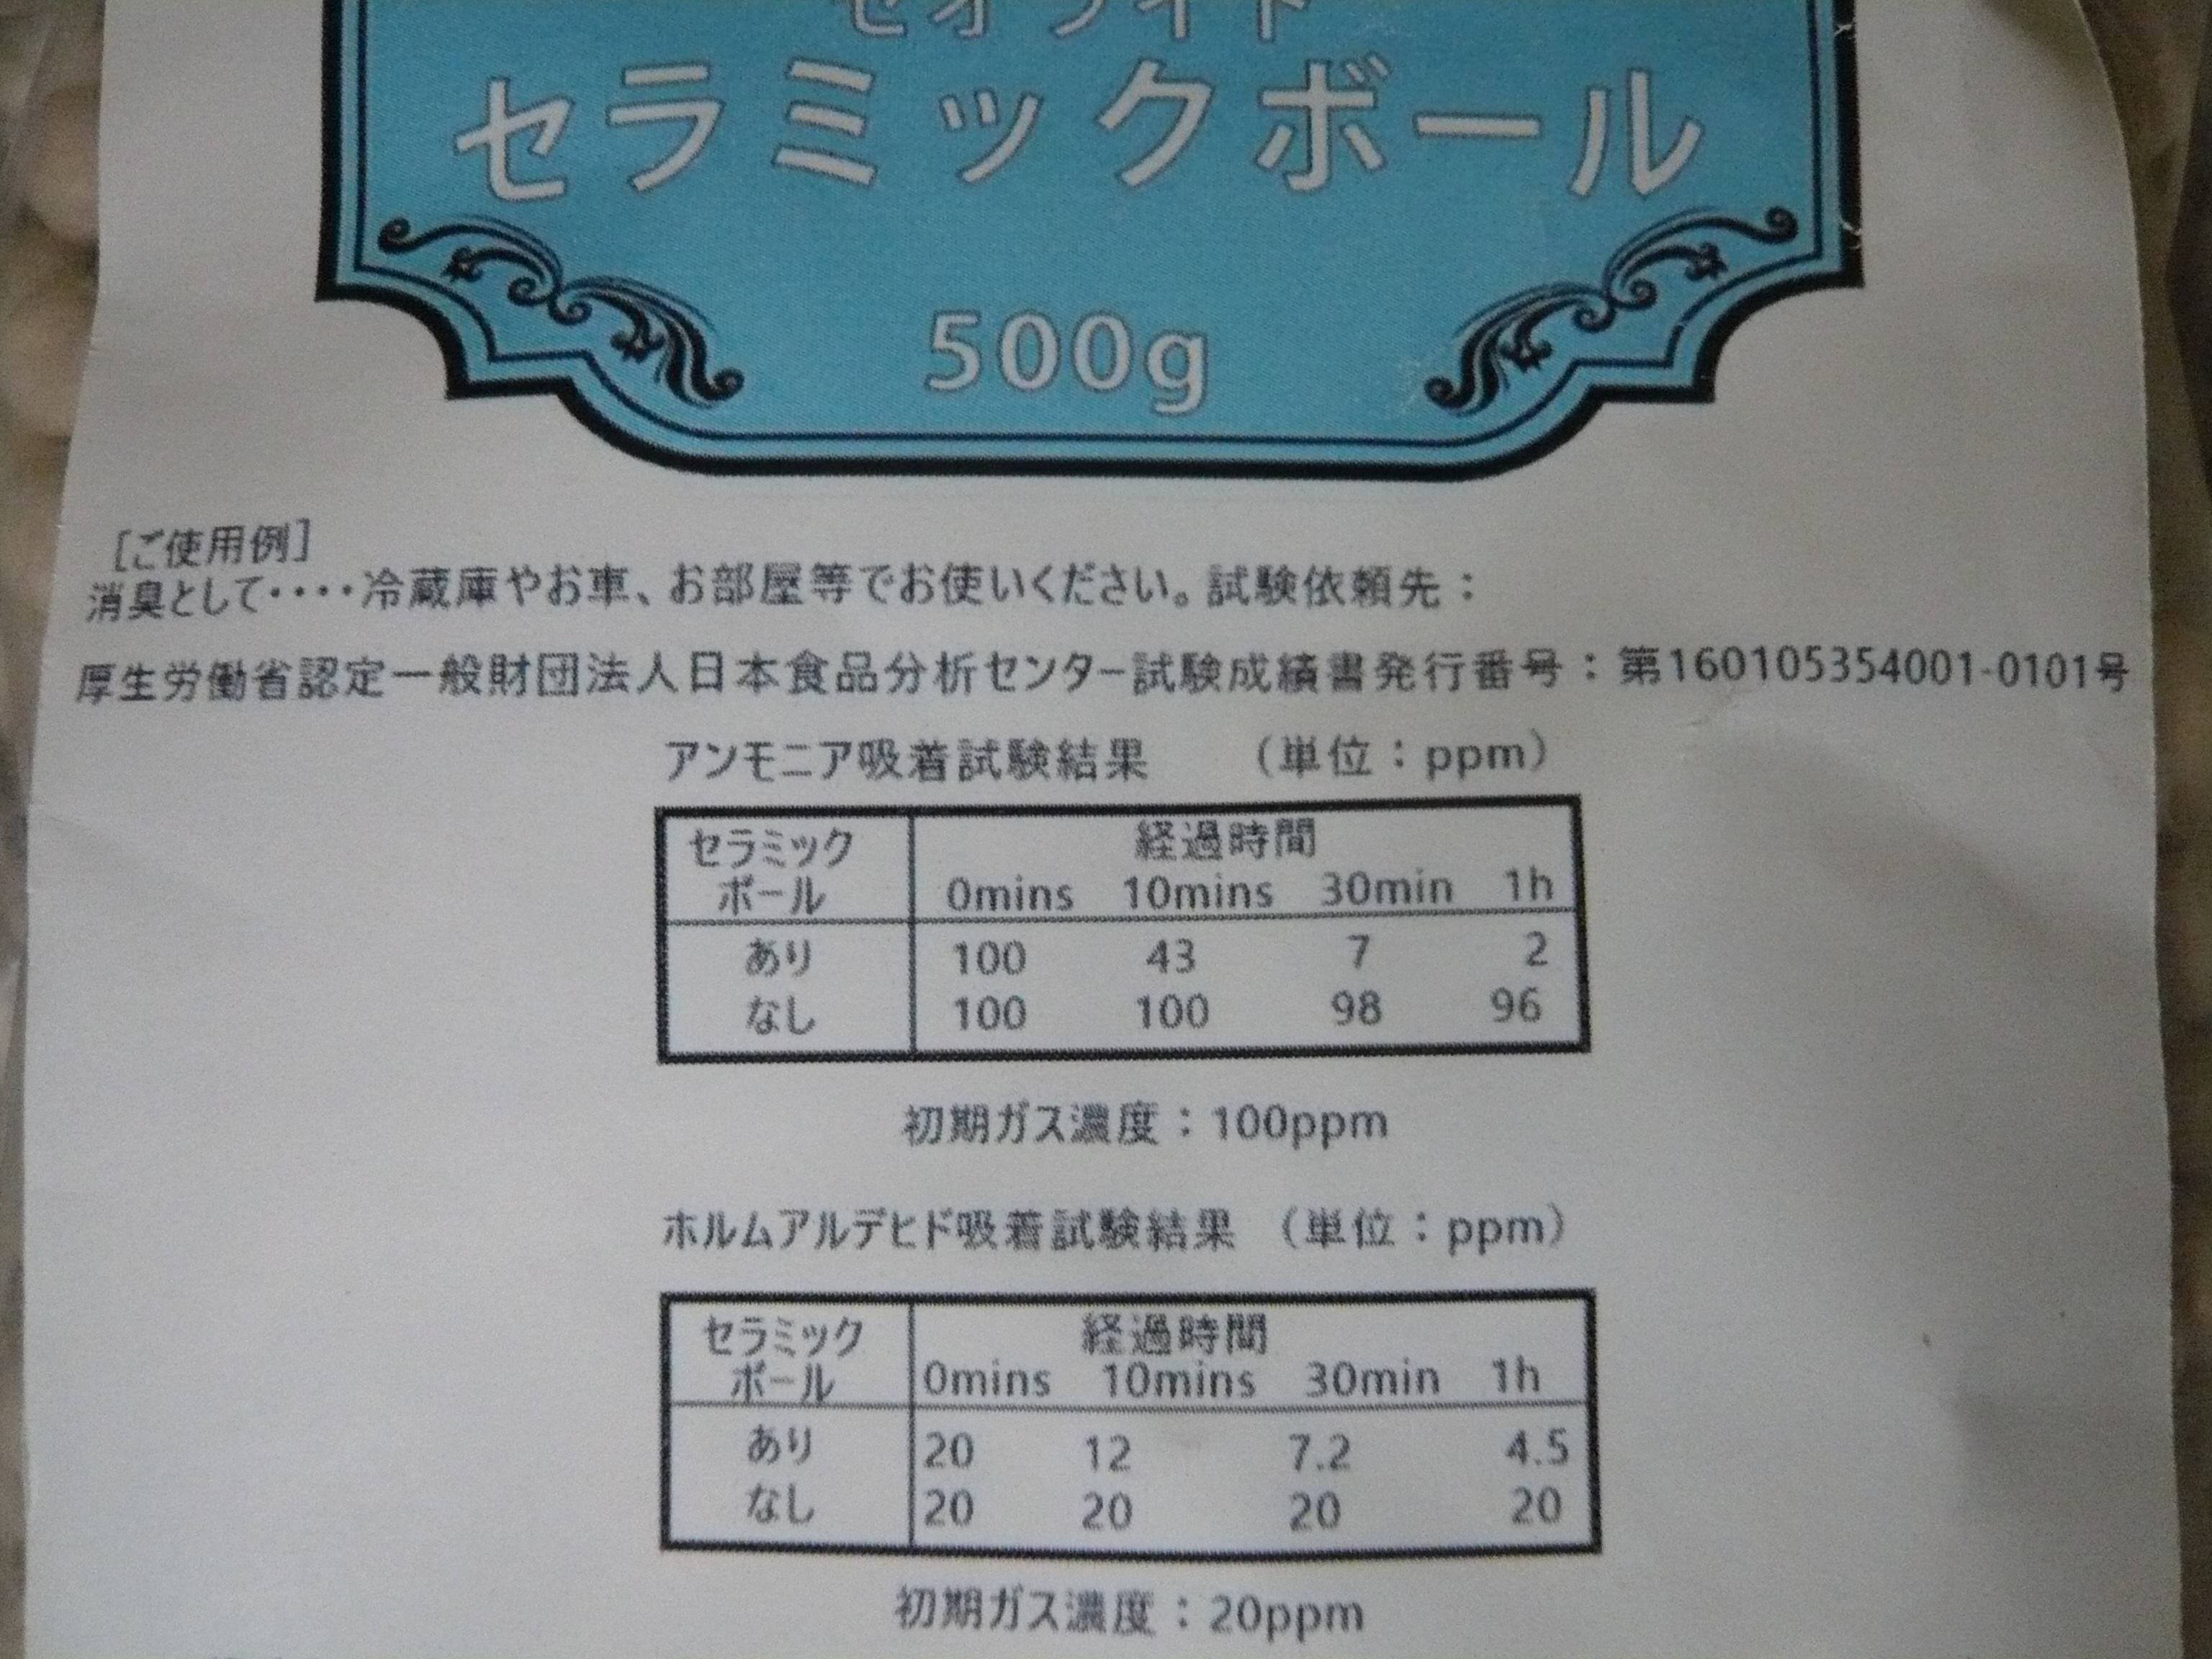 ゼオライト
セラミックボール
500g
[ご使用例]
消臭として・・・・冷蔵庫やお車、お部屋等でお使いください。試験依頼先：
厚生労働省認定一般財団法人日本食品分析センター試験成績書発行番号：第160105354001-0101号
アンモニア吸着試験結果　（単位：ppm）
セラミック 経過時間
ボール 0mins 10mins 30min 1h
あり 100 43 7 2
なし 100 100 98 96
初期ガス濃度：100ppm
ホルムアルデヒド吸着試験結果 （単位：ppm）
セラミック 経過時間
ボール 0mins 10mins 30min 1h
あり 20 12 7.2 4.5
なし 20 20 20 20
初期ガス濃度：20ppm